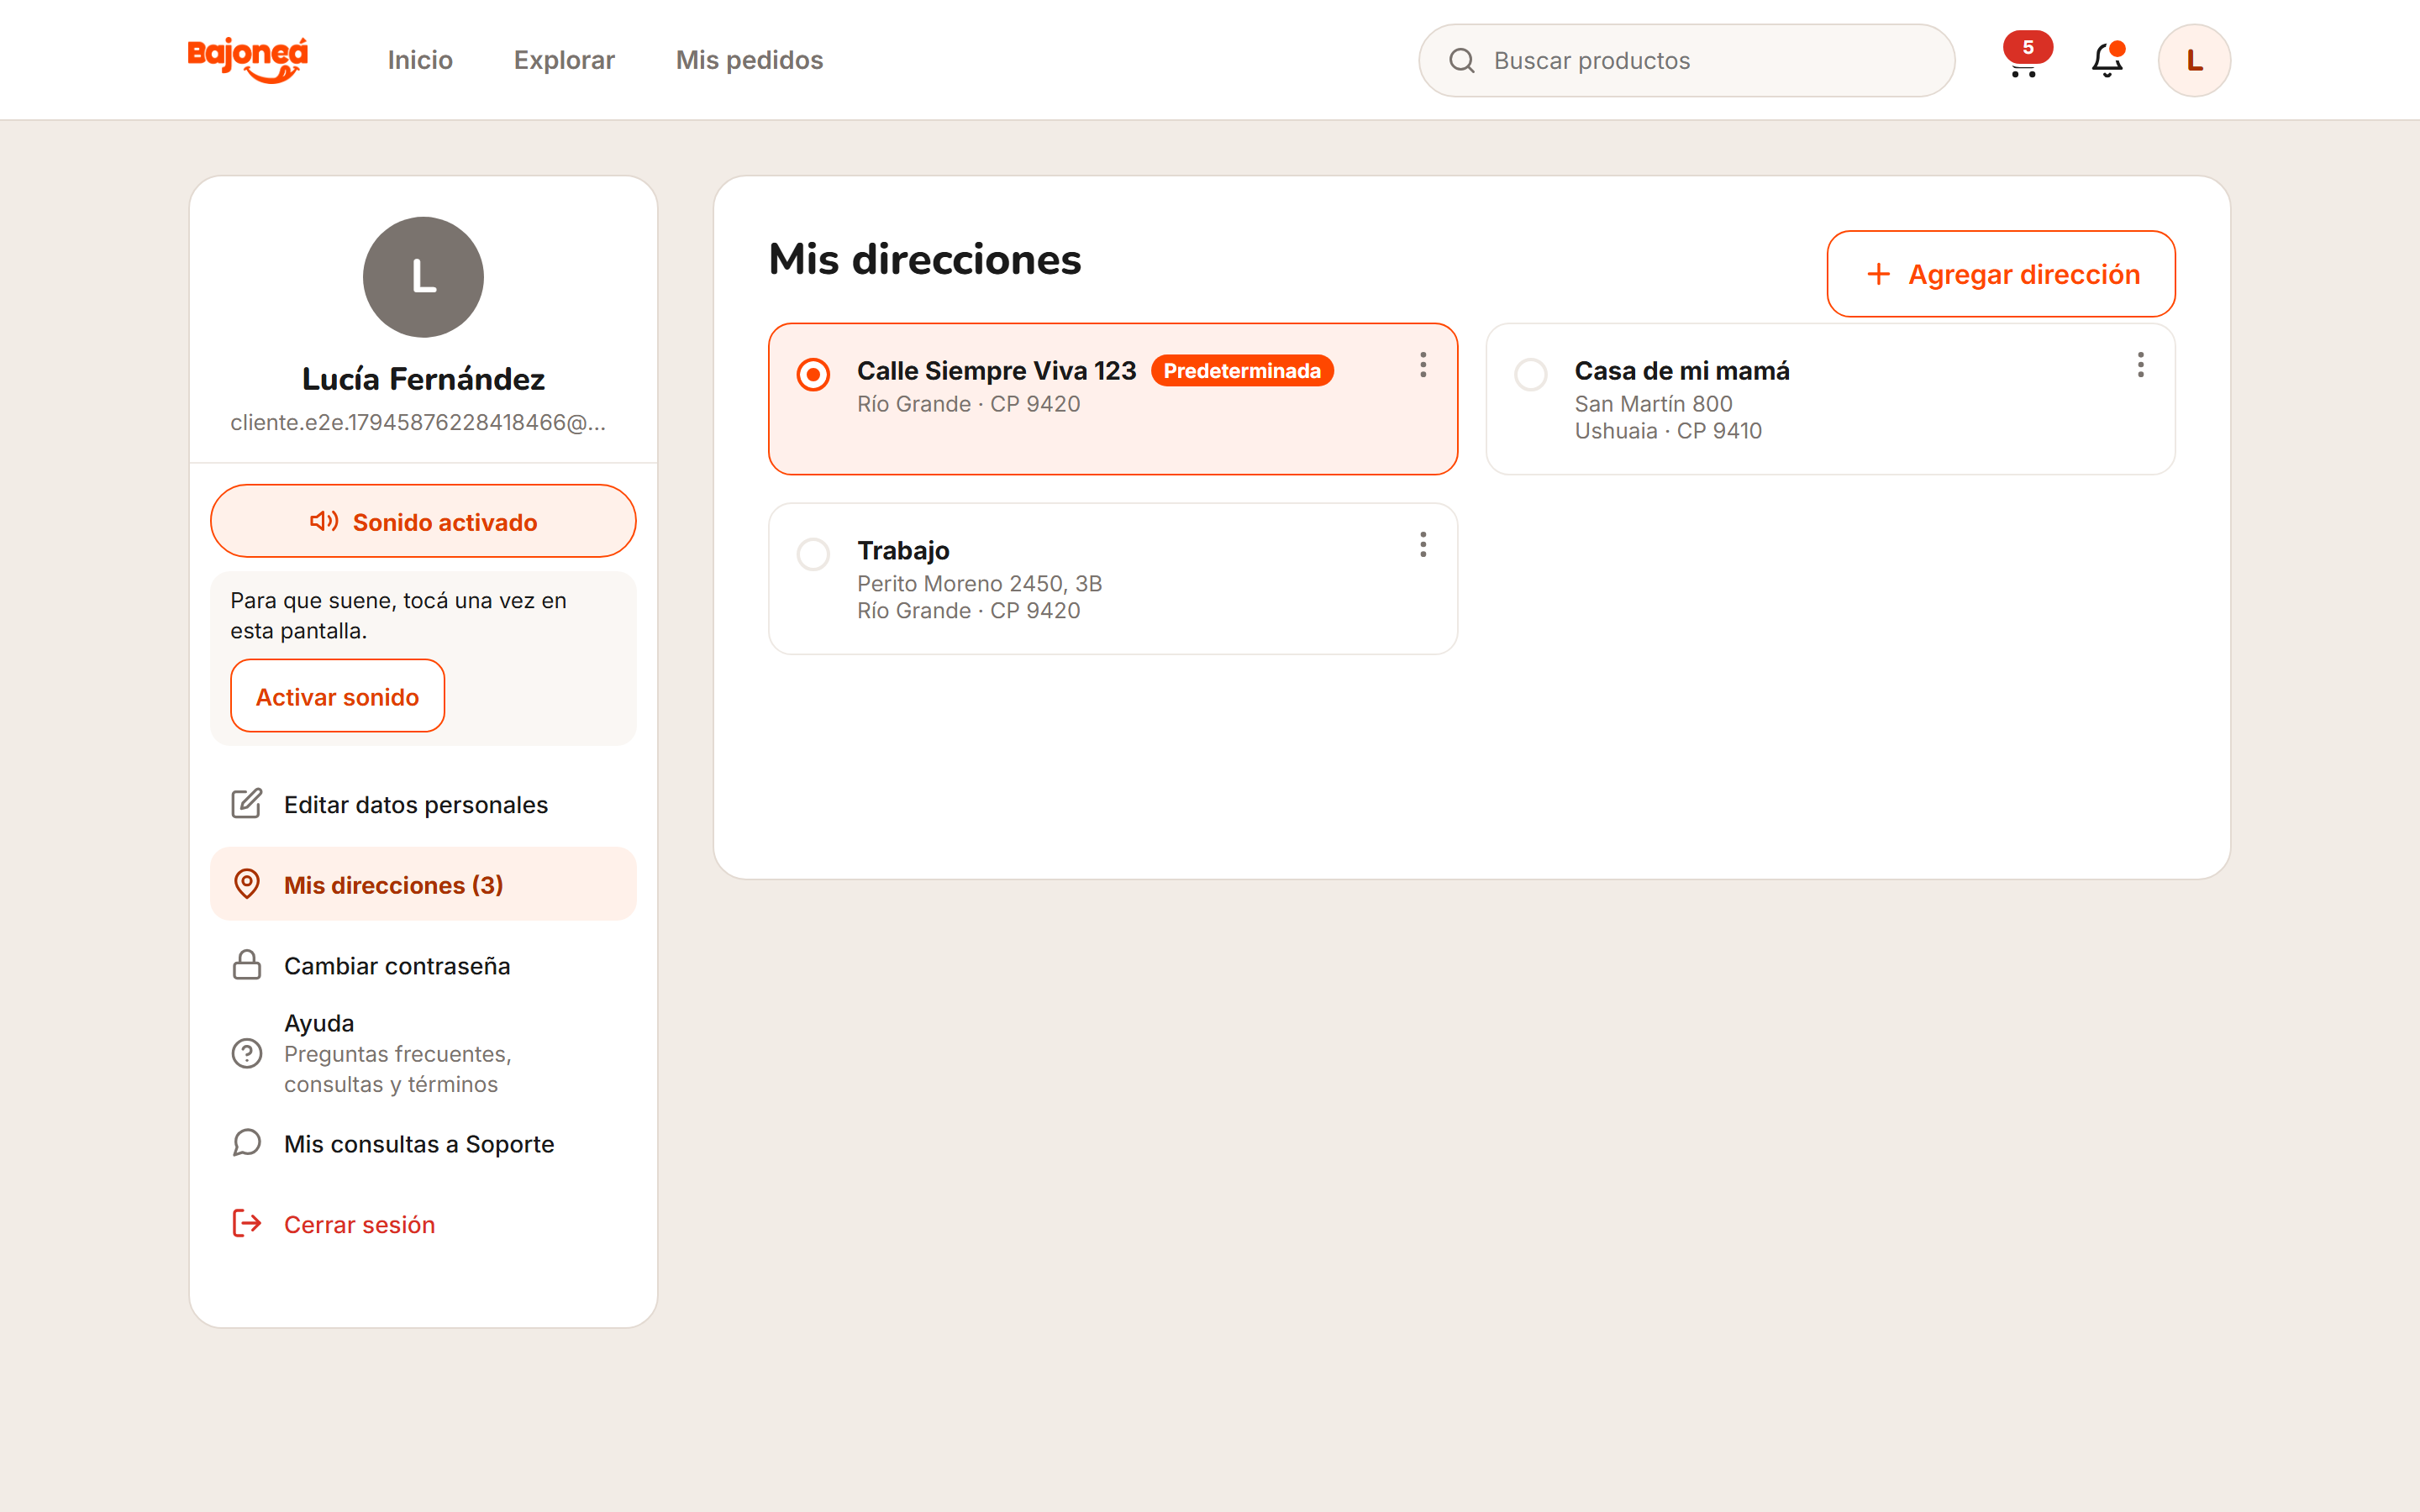 Bajoneá
Inicio
Explorar
Mis pedidos
Buscar productos
5
L
L
Lucía Fernández
cliente.e2e.17945876228418466@...
Sonido activado
Para que suene, tocá una vez en
esta pantalla.
Activar sonido
Editar datos personales
Mis direcciones (3)
Cambiar contraseña
Ayuda
Preguntas frecuentes,
consultas y términos
Mis consultas a Soporte
Cerrar sesión
Mis direcciones
Agregar dirección
Calle Siempre Viva 123 Predeterminada
Río Grande · CP 9420
Casa de mi mamá
San Martín 800
Ushuaia · CP 9410
Trabajo
Perito Moreno 2450, 3B
Río Grande · CP 9420